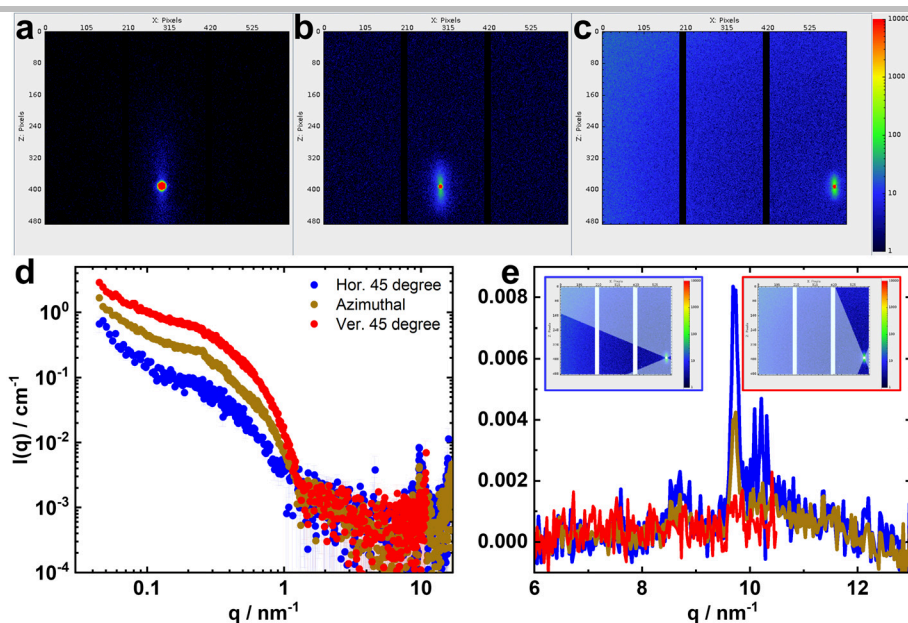 a
X: Pixels
0 105 210 315 420 525
Z: Pixels
0
80
160
240
320
400
480
b
X: Pixels
0 105 210 315 420 525
Z: Pixels
0
80
160
240
320
400
480
c
X: Pixels
0 105 210 315 420 525
Z: Pixels
0
80
160
240
320
400
480
10000
1000
100
10
1
d
Hor. 45 degree
Azimuthal
Ver. 45 degree
I(q) / cm⁻¹
10⁰
10⁻¹
10⁻²
10⁻³
10⁻⁴
0.1 1 10
q / nm⁻¹
e
0.008
0.006
0.004
0.002
0.000
6 8 10 12
q / nm⁻¹